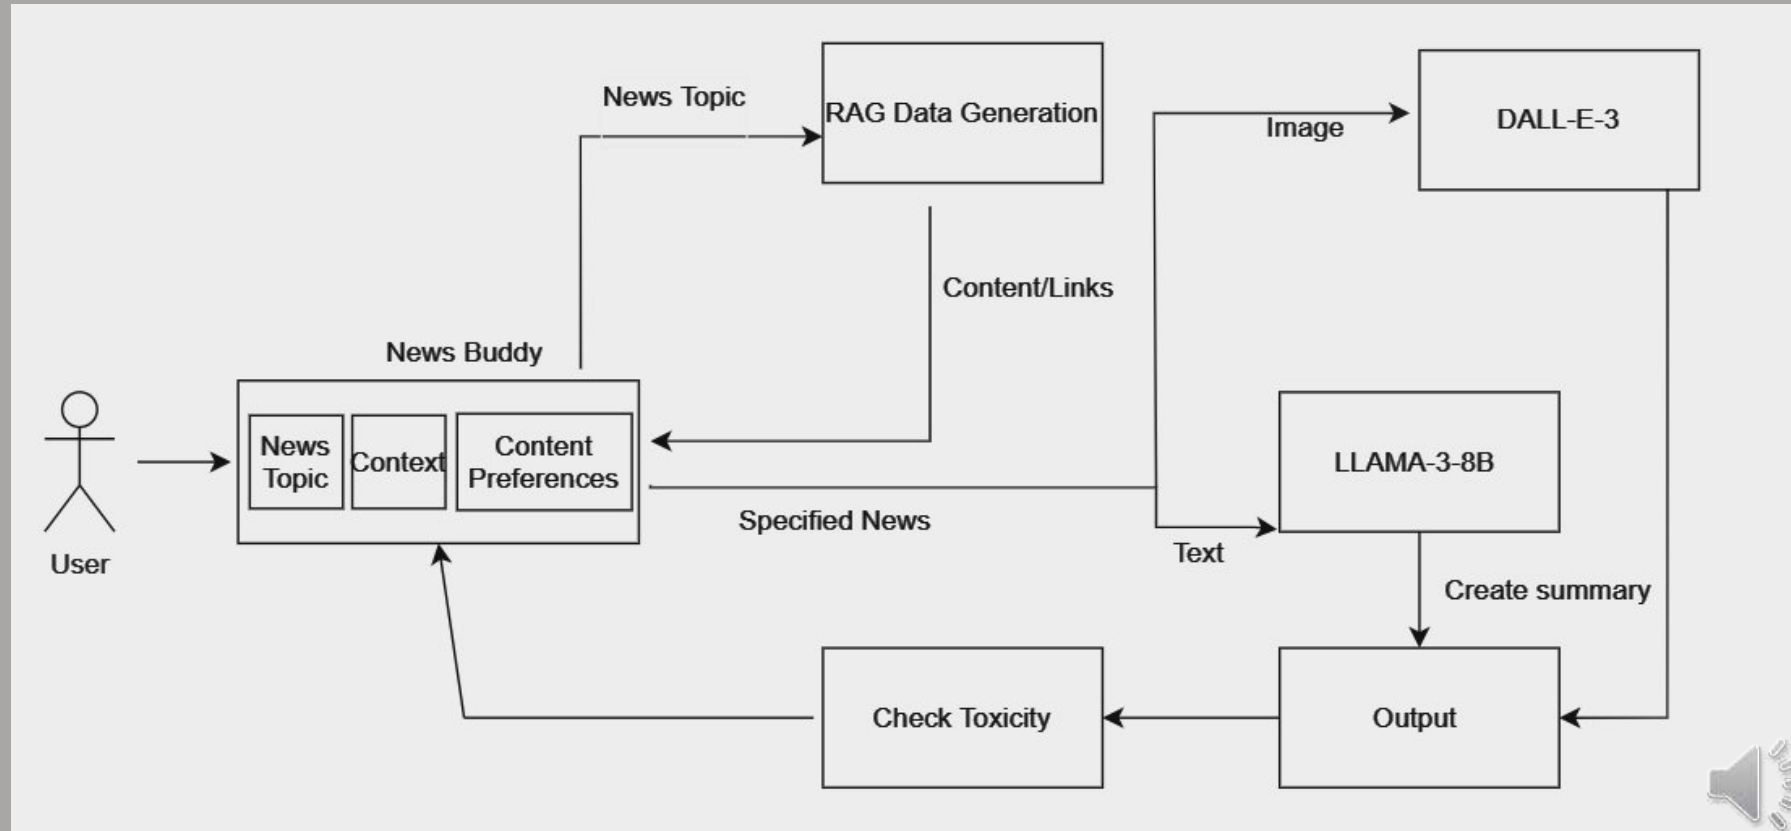 News Topic
RAG Data Generation
Image
DALL-E-3
Content/Links
News Buddy
News
Topic
Context
Content
Preferences
LLAMA-3-8B
Specified News
Text
User
Create summary
Check Toxicity
Output